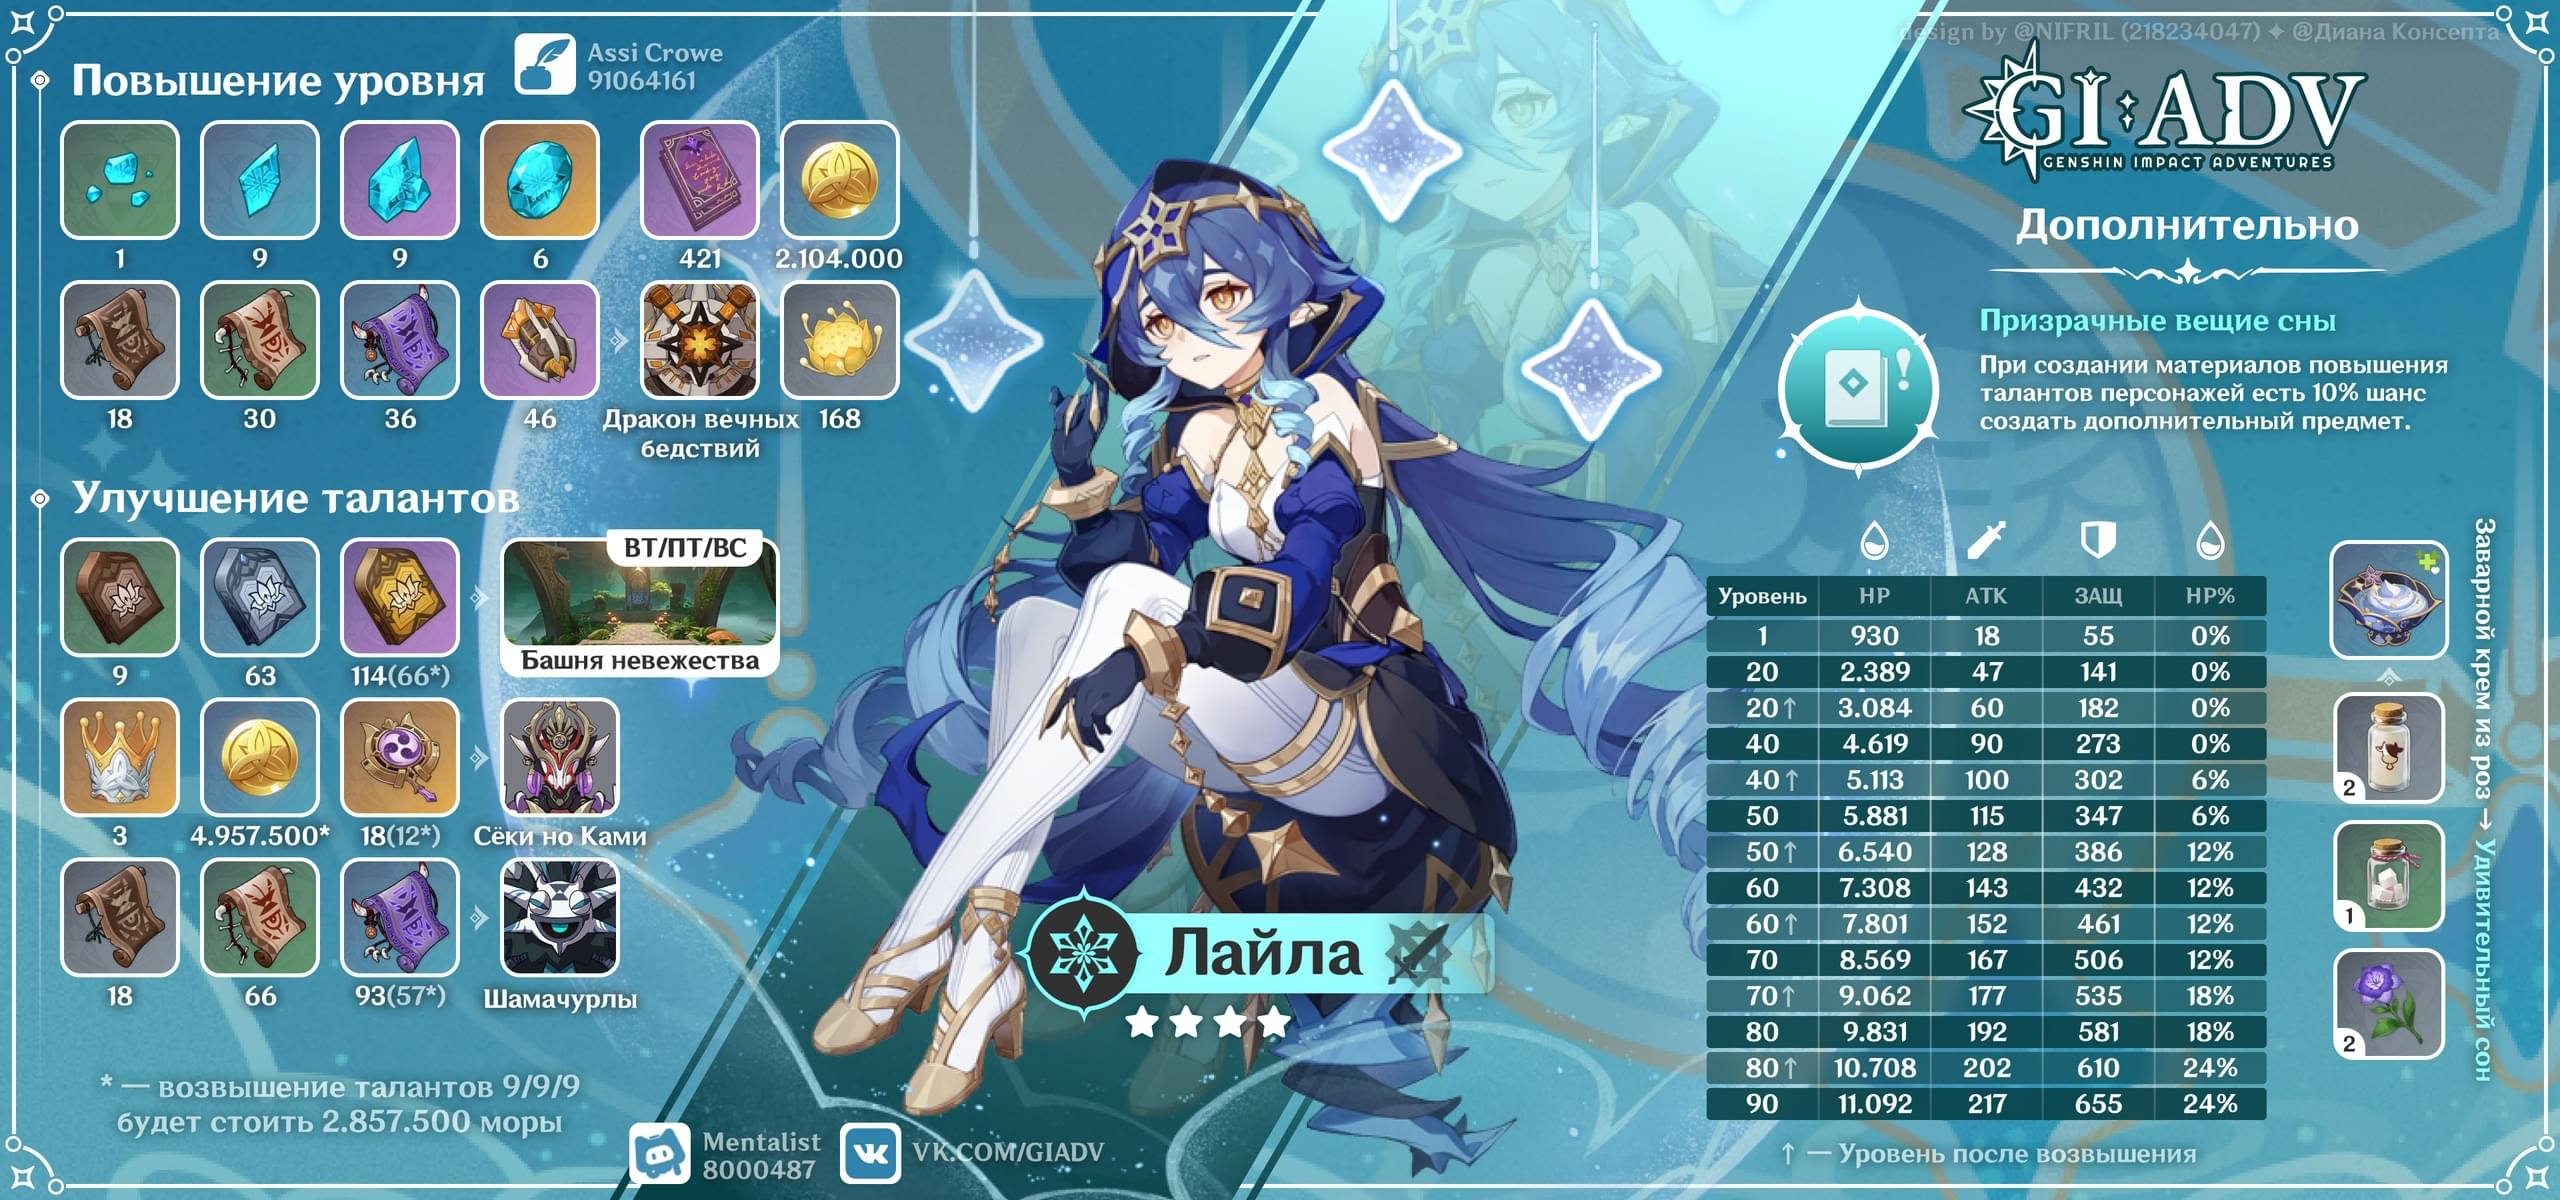 Повышение уровня
Assi Crowe
91064161
1 9 9 6 421 2.104.000
18 30 36 46 Дракон вечных бедствий 168
Улучшение талантов
ВТ/ПТ/ВС
Башня невежества
9 63 114(66*)
3 4.957.500* 18(12*) Сёки но Ками
18 66 93(57*) Шамачурлы
* — возвышение талантов 9/9/9
будет стоить 2.857.500 моры
Mentalist
8000487
VK.COM/GIADV
Лайла
design by @NIFRIL (218234047) ✦ @Диана Консепта
GI ADV
GENSHIN IMPACT ADVENTURES
Дополнительно
Призрачные вещие сны
При создании материалов повышения
талантов персонажей есть 10% шанс
создать дополнительный предмет.
Уровень HP АТК ЗАЩ HP%
1 930 18 55 0%
20 2.389 47 141 0%
20↑ 3.084 60 182 0%
40 4.619 90 273 0%
40↑ 5.113 100 302 6%
50 5.881 115 347 6%
50↑ 6.540 128 386 12%
60 7.308 143 432 12%
60↑ 7.801 152 461 12%
70 8.569 167 506 12%
70↑ 9.062 177 535 18%
80 9.831 192 581 18%
80↑ 10.708 202 610 24%
90 11.092 217 655 24%
↑ — Уровень после возвышения
2
1
2
Заварной крем из роз → Удивительный сон